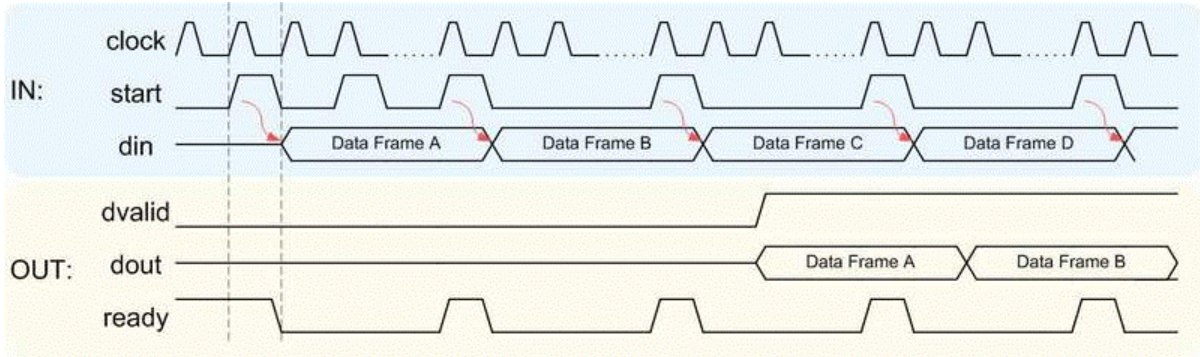 IN:
clock
start
din
Data Frame A
Data Frame B
Data Frame C
Data Frame D
OUT:
dvalid
dout
Data Frame A
Data Frame B
ready